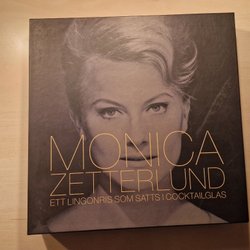 MONICA
ZETTERLUND
ETT LINGONRIS SOM SATTS I COCKTAILGLAS